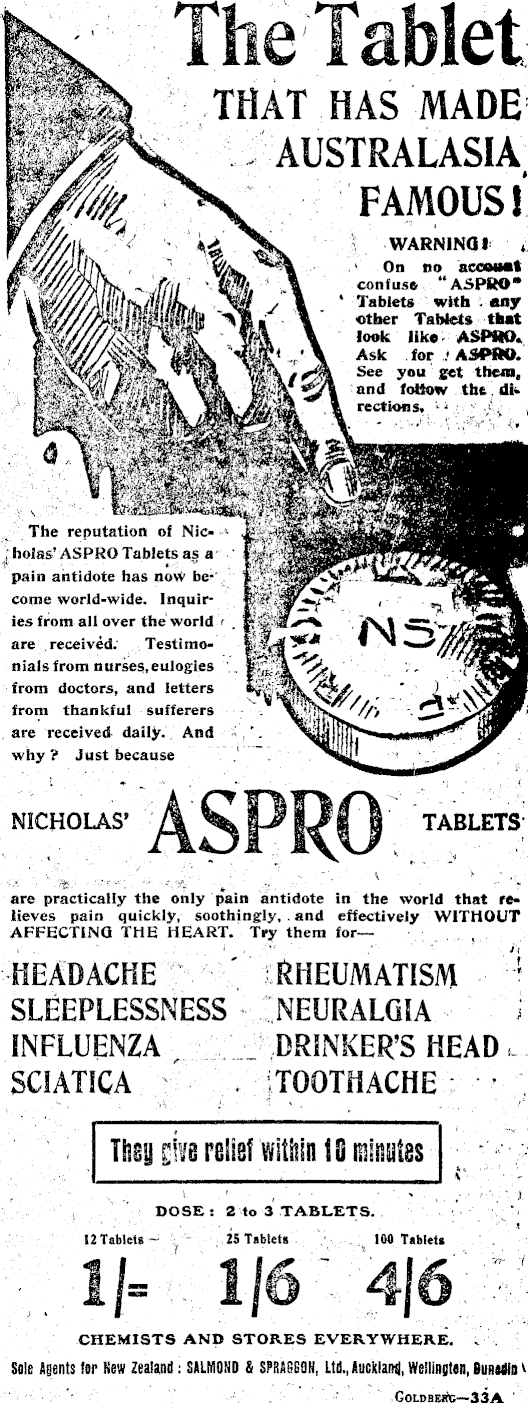 The Tablet
THAT HAS MADE
AUSTRALASIA
FAMOUS!
WARNING!
On no account
confuse "ASPRO"
Tablets with any
other Tablets that
look like ASPRO.
Ask for ASPRO.
See you get them,
and follow the di-
rections.
The reputation of Nic-
holas' ASPRO Tablets as a
pain antidote has now be-
come world-wide. Inquir-
ies from all over the world
are received. Testimo-
nials from nurses, eulogies
from doctors, and letters
from thankful sufferers
are received daily. And
why? Just because
NS
NICHOLAS' ASPRO TABLETS
are practically the only pain antidote in the world that re-
lieves pain quickly, soothingly, and effectively WITHOUT
AFFECTING THE HEART. Try them for—
HEADACHE RHEUMATISM
SLEEPLESSNESS NEURALGIA
INFLUENZA DRINKER'S HEAD
SCIATICA TOOTHACHE
They give relief within 10 minutes
DOSE: 2 to 3 TABLETS.
12 Tablets 25 Tablets 100 Tablets
1/= 1/6 4/6
CHEMISTS AND STORES EVERYWHERE.
Sole Agents for New Zealand: SALMOND & SPRAGGON, Ltd., Auckland, Wellington, Dunedin
GOLDBERG—33A